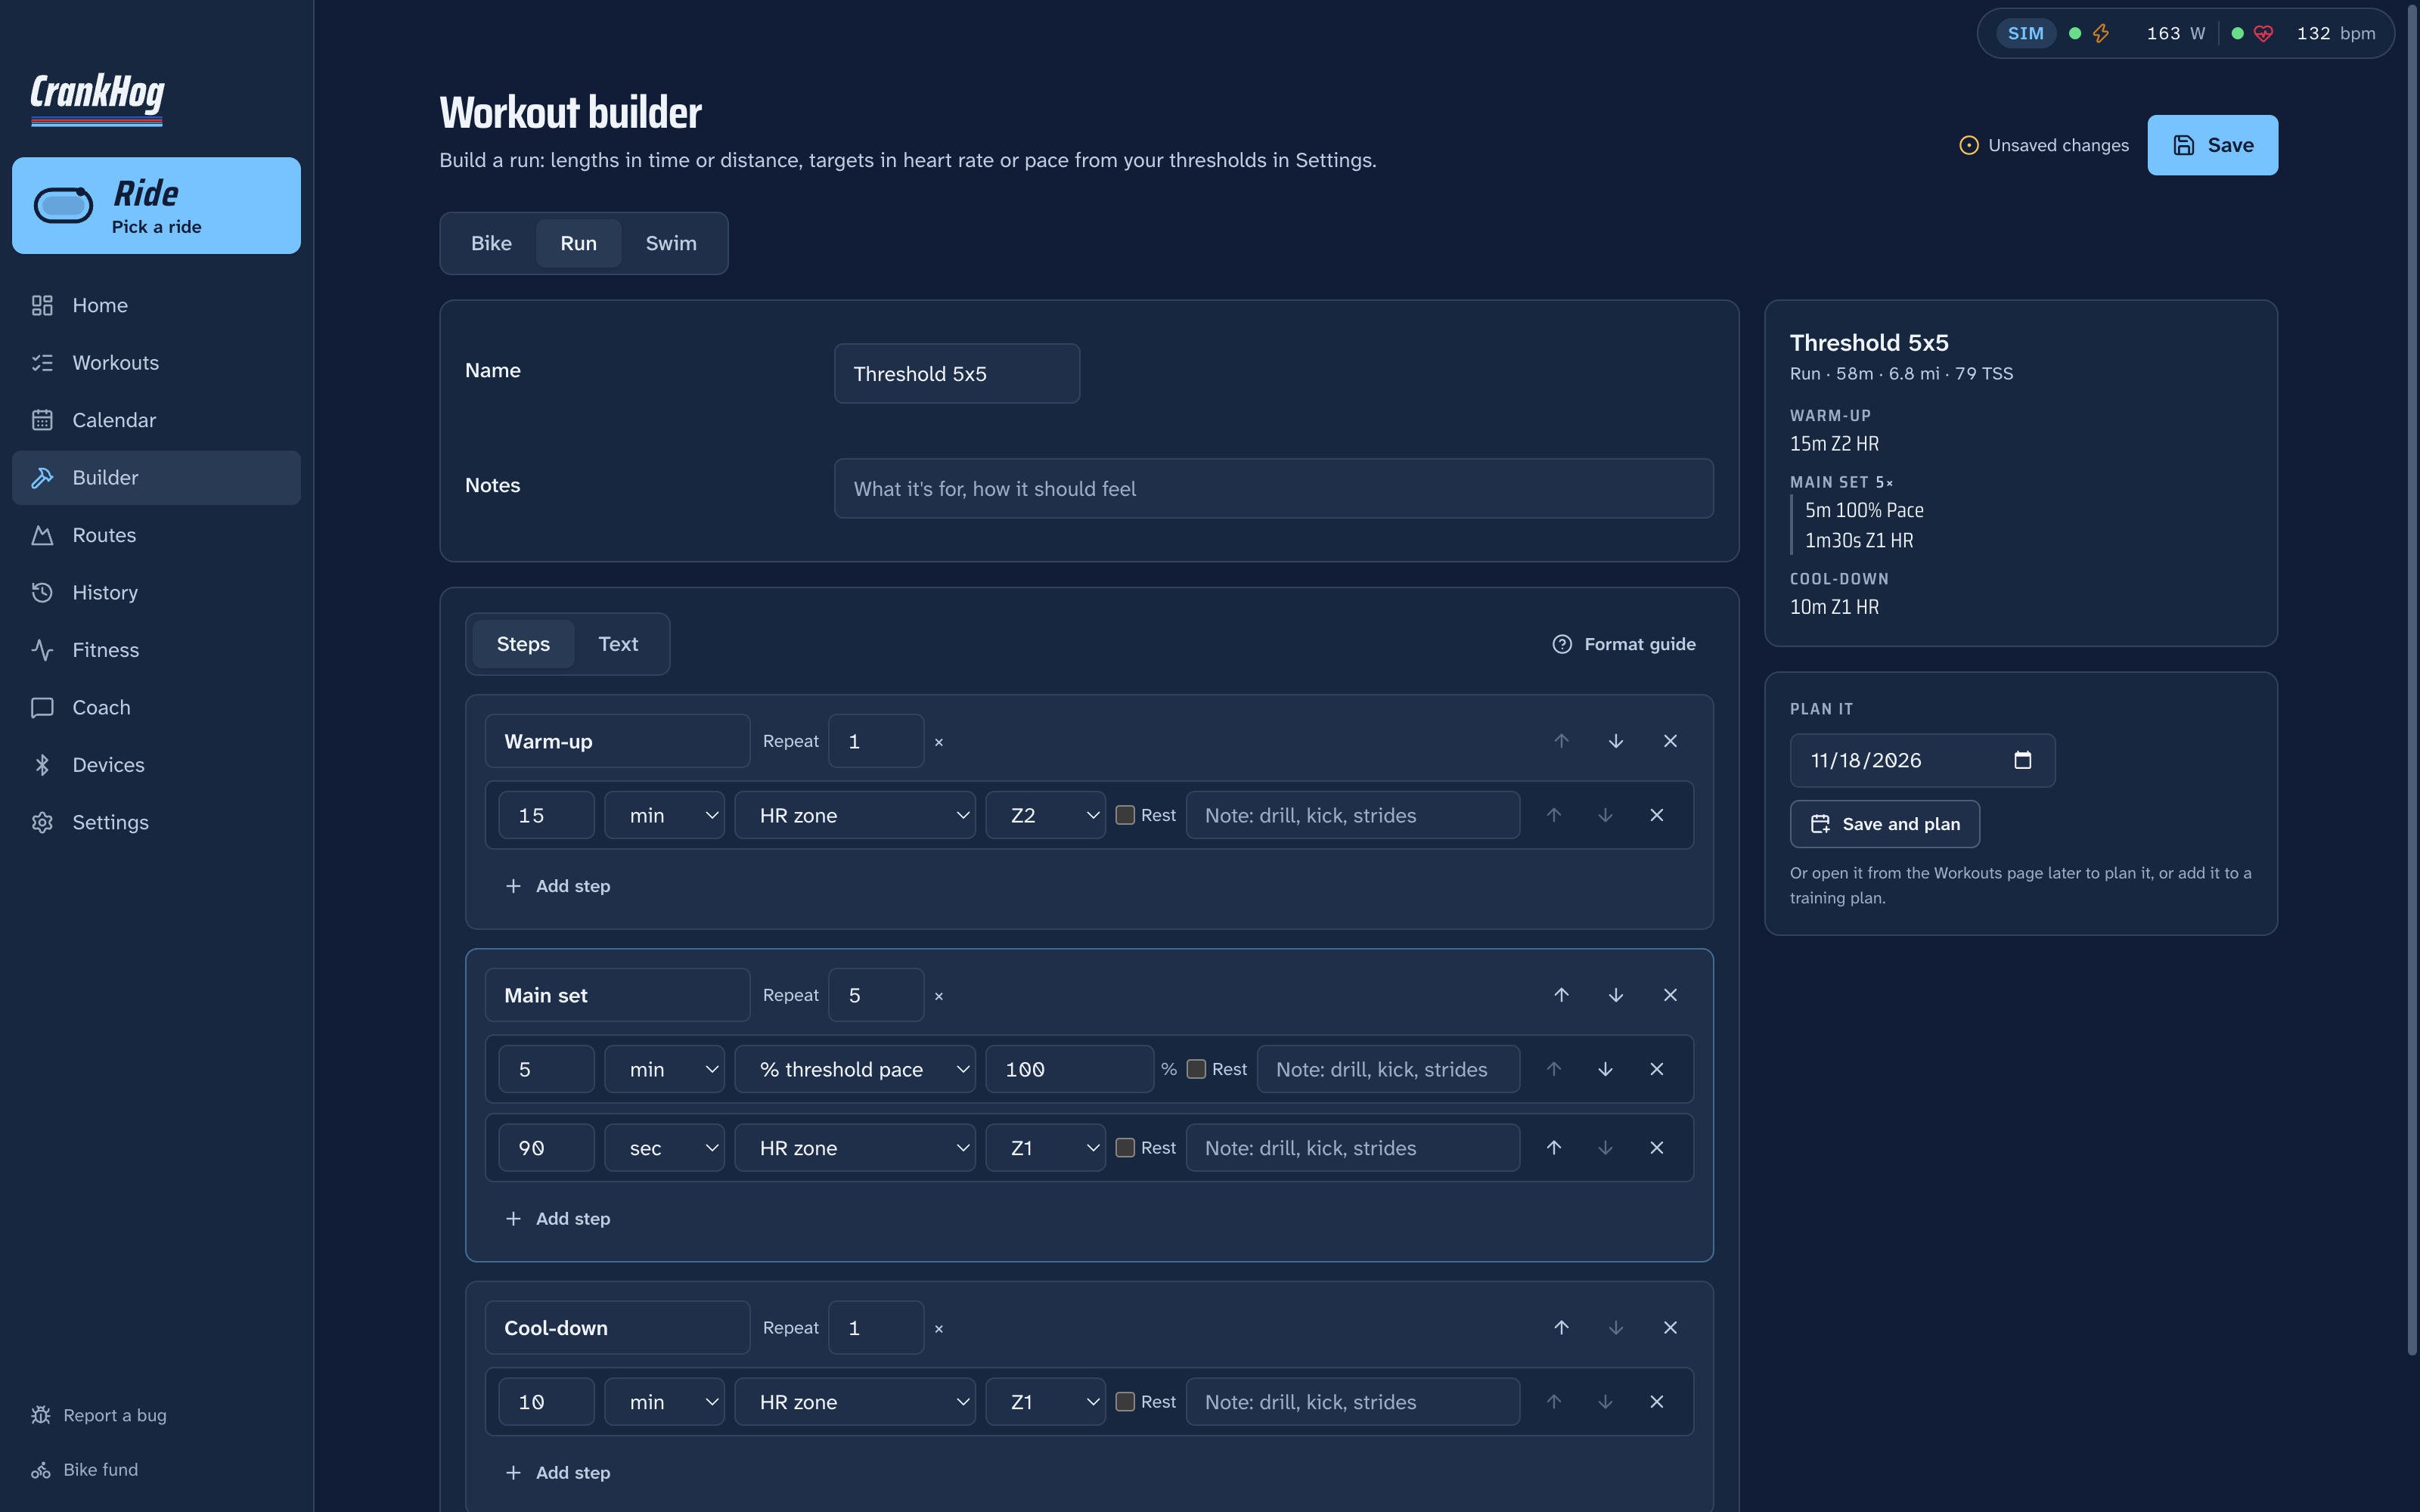 SIM 163 W 132 bpm
CrankHog
Ride
Pick a ride
Home
Workouts
Calendar
Builder
Routes
History
Fitness
Coach
Devices
Settings
Report a bug
Bike fund
Workout builder
Build a run: lengths in time or distance, targets in heart rate or pace from your thresholds in Settings.
Unsaved changes
Save
Bike Run Swim
Name
Threshold 5x5
Notes
What it's for, how it should feel
Steps Text
Format guide
Warm-up Repeat 1 ×
15 min HR zone Z2 Rest Note: drill, kick, strides
Add step
Main set Repeat 5 ×
5 min % threshold pace 100 % Rest Note: drill, kick, strides
90 sec HR zone Z1 Rest Note: drill, kick, strides
Add step
Cool-down Repeat 1 ×
10 min HR zone Z1 Rest Note: drill, kick, strides
Add step
Threshold 5x5
Run · 58m · 6.8 mi · 79 TSS
WARM-UP
15m Z2 HR
MAIN SET 5×
5m 100% Pace
1m30s Z1 HR
COOL-DOWN
10m Z1 HR
PLAN IT
11/18/2026
Save and plan
Or open it from the Workouts page later to plan it, or add it to a
training plan.